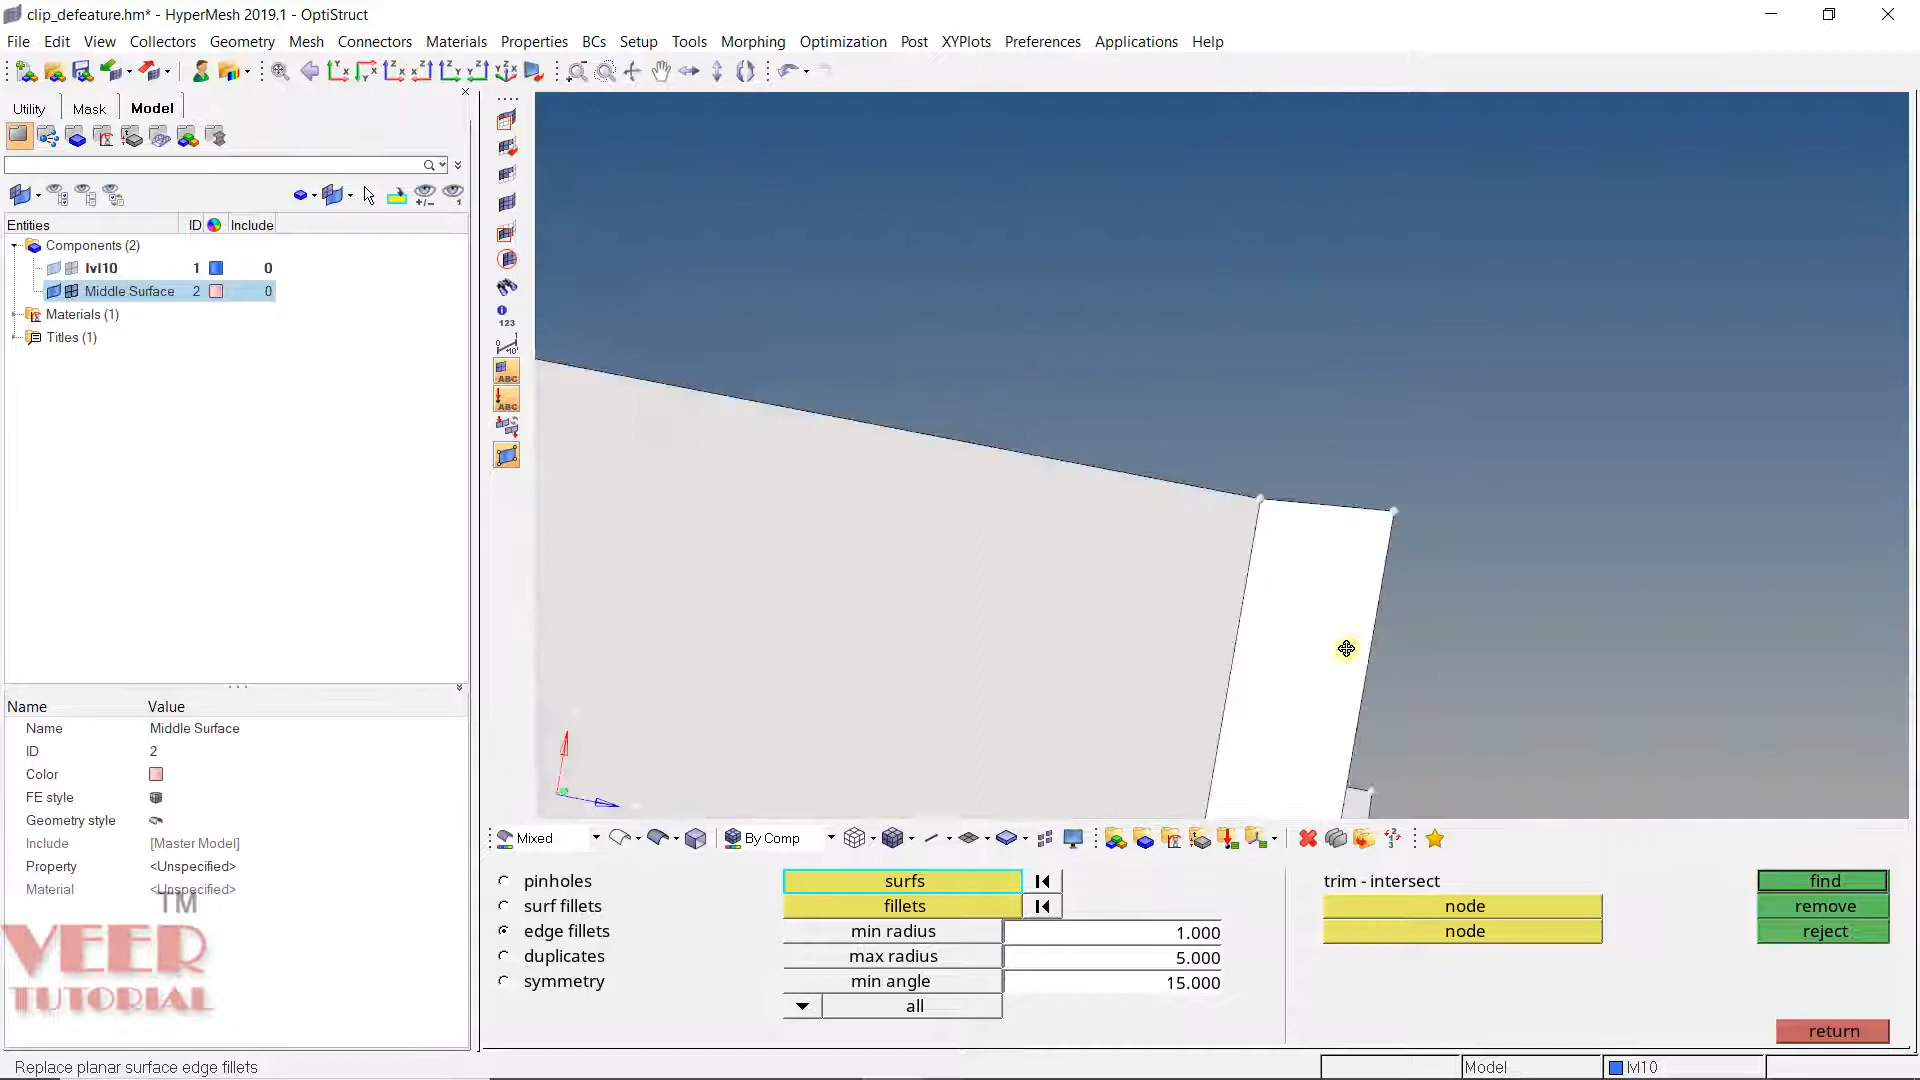 clip_defeature.hm* - HyperMesh 2019.1 - OptiStruct
File Edit View Collectors Geometry Mesh Connectors Materials Properties BCs Setup Tools Morphing Optimization Post XYPlots Preferences Applications Help
Utility Mask Model
Entities ID Include
Components (2)
lvl10 1 0
Middle Surface 2 0
Materials (1)
Titles (1)
123
ABC
ABC
Name Value
Name Middle Surface
ID 2
Color
FE style
Geometry style
Include [Master Model]
Property <Unspecified>
Material <Unspecified>
TM
VEER
TUTORIAL
Mixed By Comp
pinholes surfs trim - intersect find
surf fillets fillets node remove
edge fillets min radius 1.000 node reject
duplicates max radius 5.000
symmetry min angle 15.000
all
return
Replace planar surface edge fillets Model lvl10